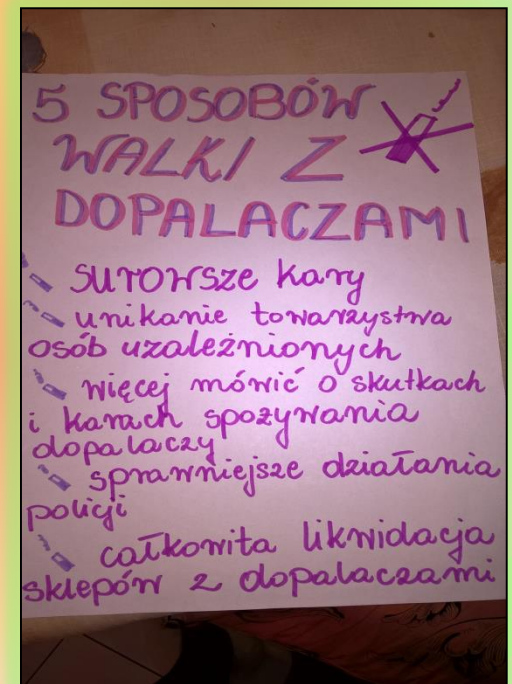 5 SPOSOBÓW
WALKI Z
DOPALACZAMI
surowsze kary
unikanie towarzystwa
osób uzależnionych
więcej mówić o skutkach
i karach spożywania
dopalaczy
sprawniejsze działania
policji
całkowita likwidacja
sklepów z dopalaczami